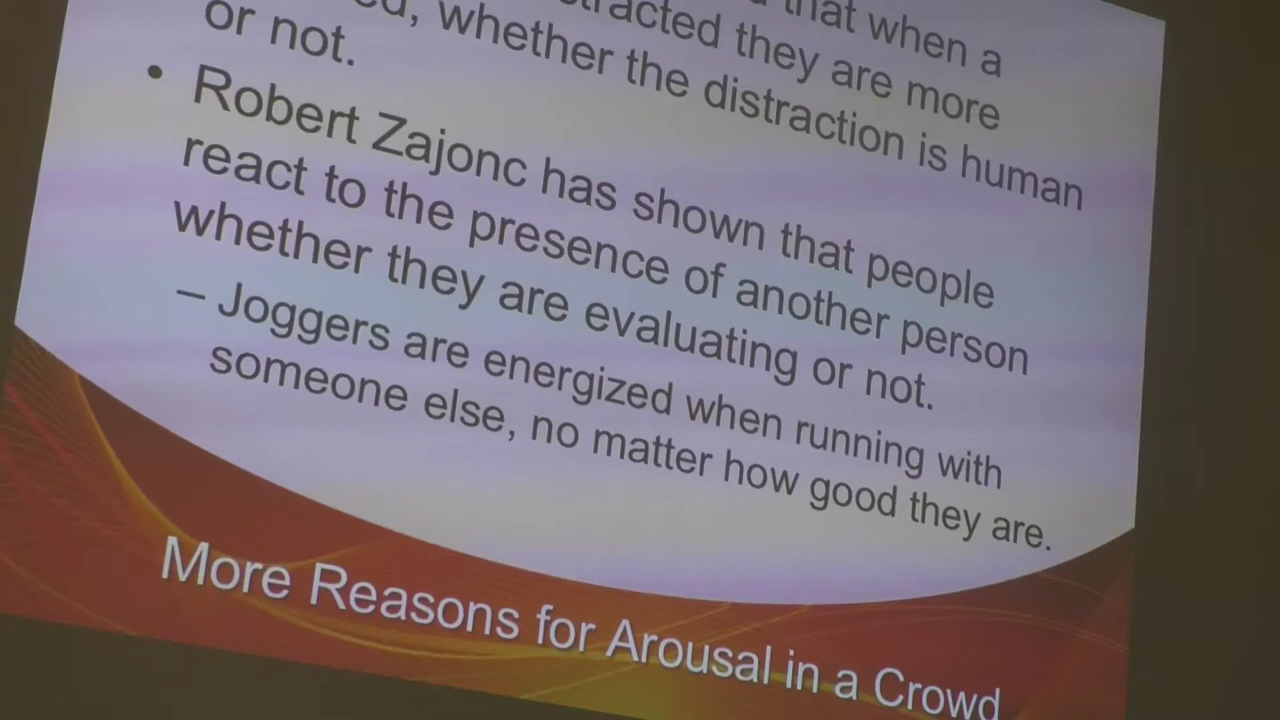 that when a
they are more
, whether the distraction is human
or not.
• Robert Zajonc has shown that people
react to the presence of another person
whether they are evaluating or not.
– Joggers are energized when running with
someone else, no matter how good they are.
More Reasons for Arousal in a Crowd